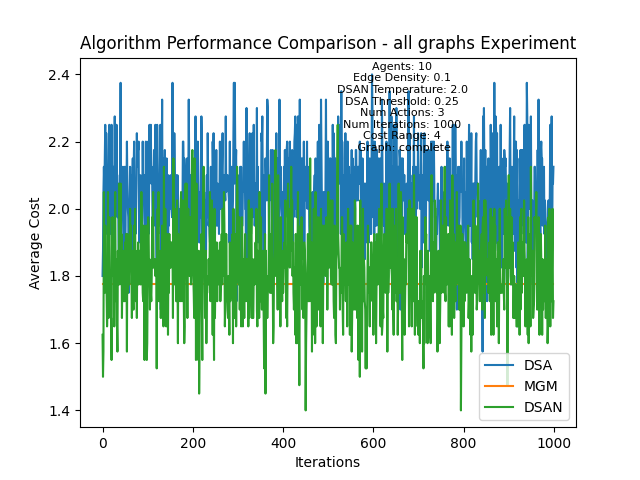 Algorithm Performance Comparison - all graphs Experiment
Agents: 10
Edge Density: 0.1
DSAN Temperature: 2.0
DSA Threshold: 0.25
Num Actions: 3
Num Iterations: 1000
Cost Range: 4
Graph: complete
Average Cost
2.4
2.2
2.0
1.8
1.6
1.4
DSA
MGM
DSAN
0
200
400
600
800
1000
Iterations